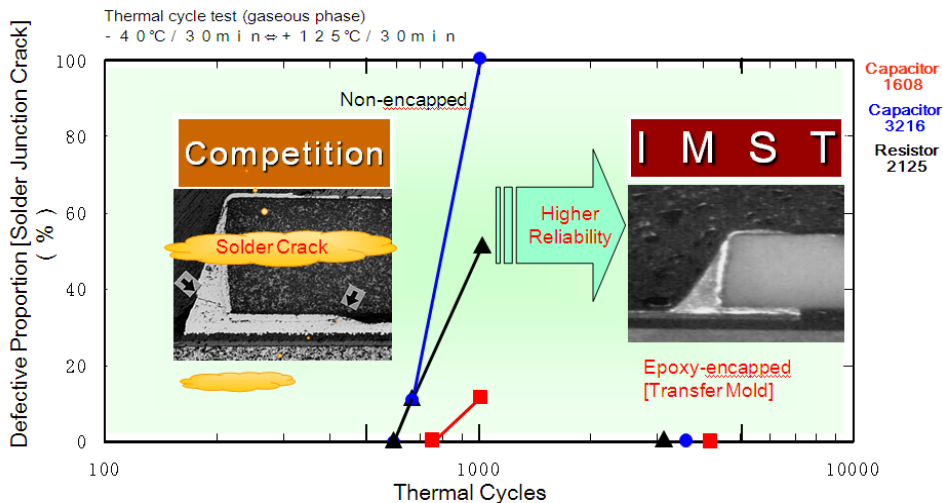 Thermal cycle test (gaseous phase)
-40℃/30min⇔+125℃/30min
Defective Proportion [Solder Junction Crack]
(%)
100
80
60
40
20
0
Non-encapped
Competition
Solder Crack
Higher
Reliability
I M S T
Epoxy-encapped
[Transfer Mold]
Capacitor
1608
Capacitor
3216
Resistor
2125
100
1000
10000
Thermal Cycles